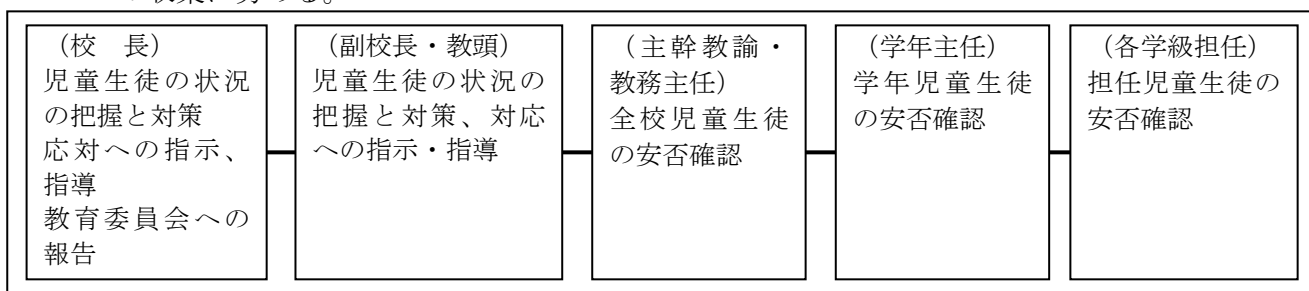 （校　長）
児童生徒の状況
の把握と対策
応対への指示、
指導
教育委員会への
報告
（副校長・教頭）
児童生徒の状況の
把握と対策、対応
への指示・指導
（主幹教諭・
教務主任）
全校児童生徒
の安否確認
（学年主任）
学年児童生徒
の安否確認
（各学級担任）
担任児童生徒の
安否確認